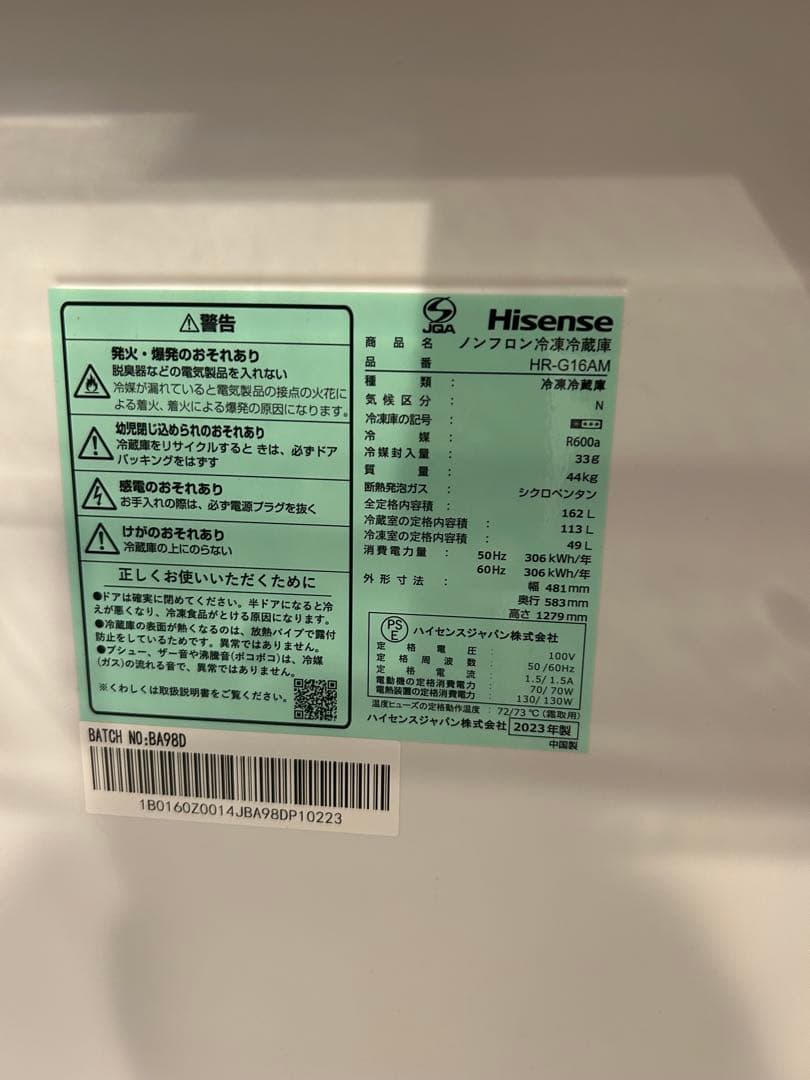 ⚠警告
発火・爆発のおそれあり
脱臭器などの電気製品を入れない
冷媒が漏れていると電気製品の接点の火花に
よる着火、着火による爆発の原因になります。
幼児閉じ込められのおそれあり
冷蔵庫をリサイクルすると きは、必ずドア
パッキングをはずす
感電のおそれあり
お手入れの際は、必ず電源プラグを抜く
けがのおそれあり
冷蔵庫の上にのらない
正しくお使いいただくために
●ドアは確実に閉めてください。半ドアになると冷
えが悪くなり、冷凍食品がとける原因になります。
●冷蔵庫の表面が熱くなるのは、放熱パイプで露付
防止をしているためです。異常ではありません。
●プシュー、ザー音や沸騰音(ポコポコ)は、冷媒
(ガス)の流れる音で、異常ではありません。
※くわしくは取扱説明書をご覧ください。
JQA Hisense
商品名 ノンフロン冷凍冷蔵庫
品番 HR-G16AM
種類 : 冷凍冷蔵庫
気候区分 : N
冷凍庫の記号 :
冷媒 : R600a
冷媒封入量 : 33g
質量 : 44kg
断熱発泡ガス : シクロペンタン
全定格内容積 : 162 L
冷蔵室の定格内容積 : 113 L
冷凍室の定格内容積 : 49 L
消費電力量 : 50Hz 306 kWh/年
60Hz 306 kWh/年
外形寸法 : 幅 481mm
奥行 583mm
高さ 1279mm
PSE ハイセンスジャパン株式会社
定格電圧 : 100V
定格周波数 : 50/60Hz
定格電流 : 1.5/1.5A
電動機の定格消費電力 : 70/70W
電熱装置の定格消費電力 : 130/130W
温度ヒューズの定格動作温度 : 72/73℃(霜取用)
ハイセンスジャパン株式会社 2023年製
中国製
BATCH NO:BA98D
1B0160Z0014JBA98DP10223